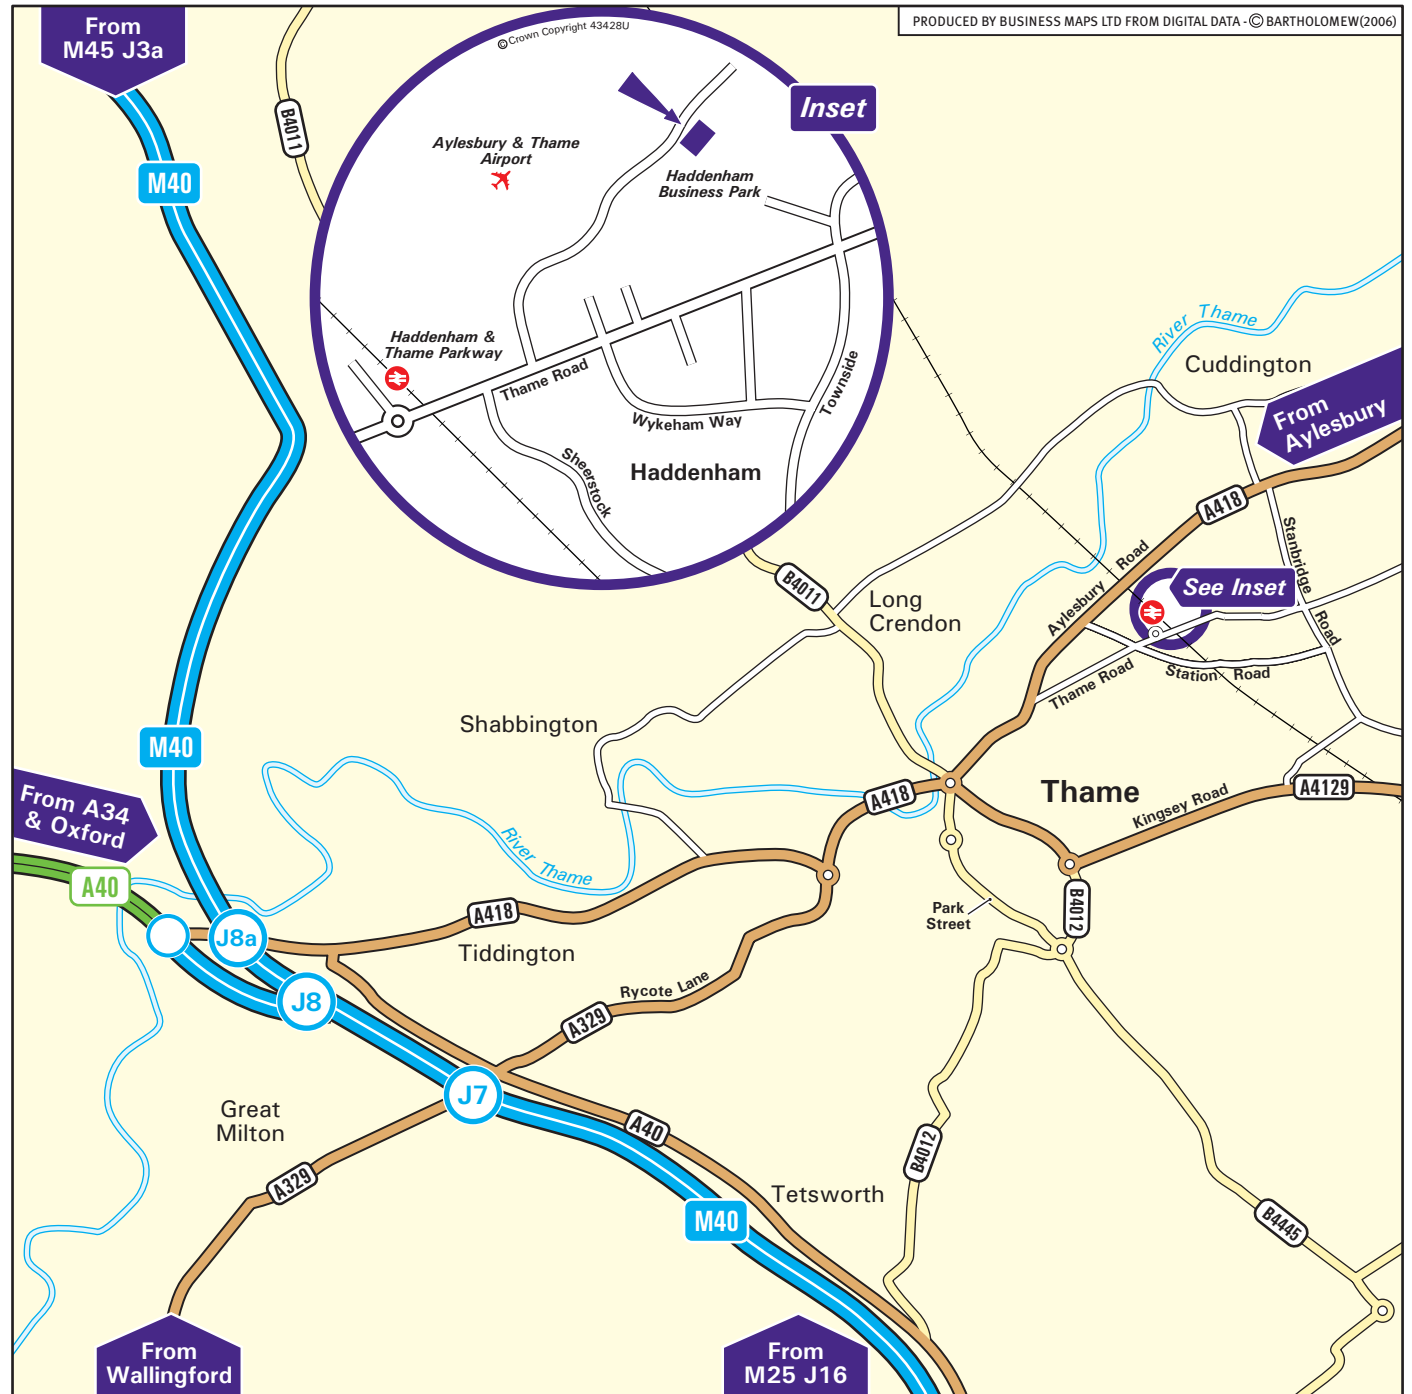 From
M45 J3a
PRODUCED BY BUSINESS MAPS LTD FROM DIGITAL DATA - © BARTHOLOMEW(2006)
© Crown Copyright 43428U
B4011
Inset
M40
Aylesbury & Thame
Airport
Haddenham
Business Park
Haddenham &
Thame Parkway
Thame Road
Wykeham Way
Townside
Sheerstock
Haddenham
River Thame
Cuddington
From
Aylesbury
A418
Stanbridge Road
Aylesbury Road
See Inset
B4011
Long
Crendon
Thame Road
Station Road
Shabbington
M40
Thame
Kingsey Road
A4129
A418
From A34
& Oxford
River Thame
A40
A418
Park
Street
B4012
J8a
Tiddington
J8
Rycote Lane
A329
J7
Great
Milton
A40
B4012
A329
Tetsworth
M40
B4445
From
Wallingford
From
M25 J16